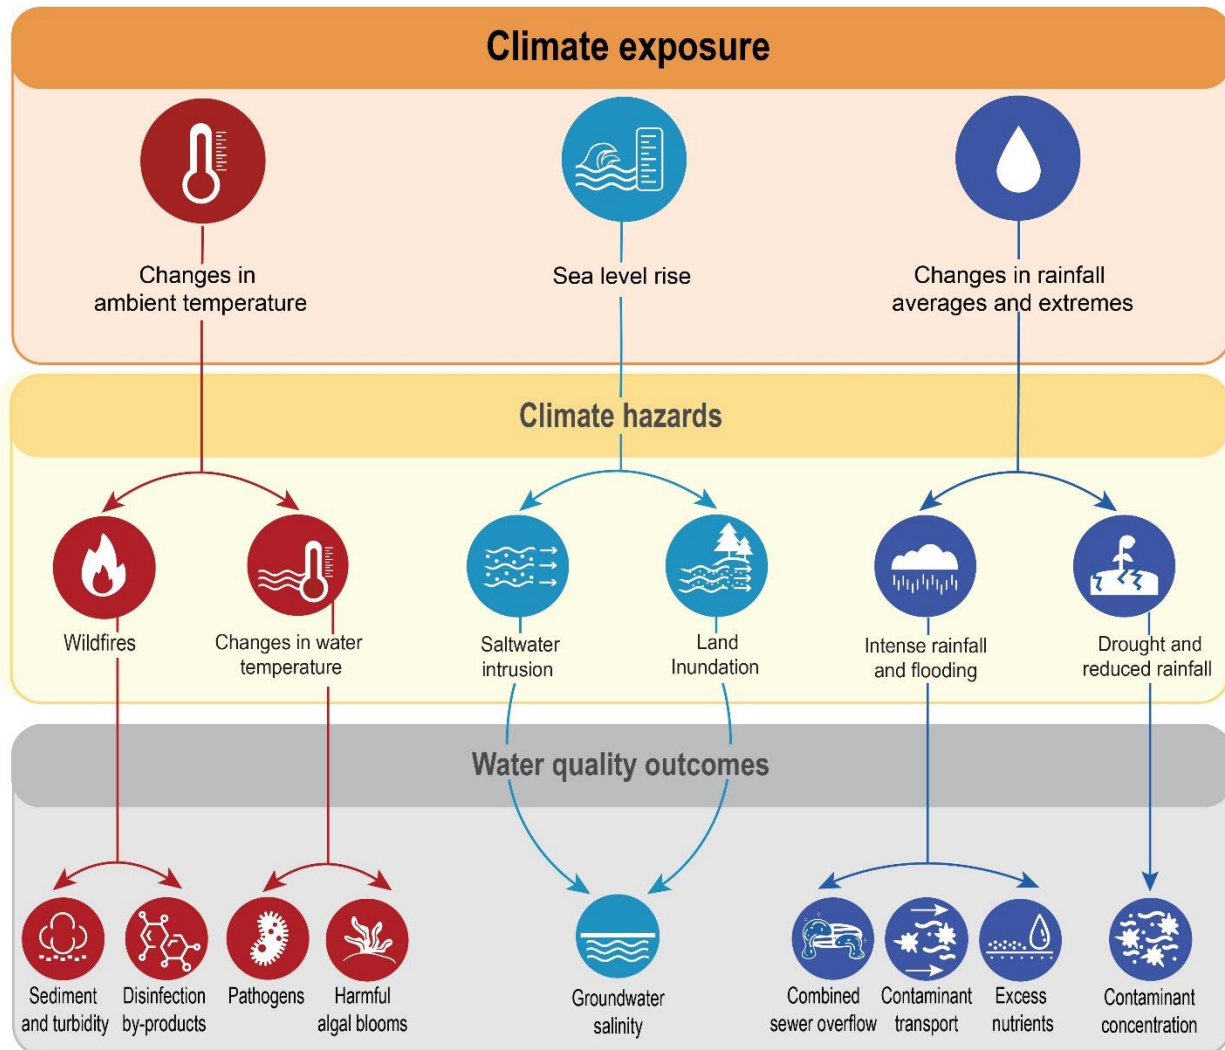 Climate exposure
Changes in
ambient temperature
Sea level rise
Changes in rainfall
averages and extremes
Climate hazards
Wildfires
Changes in water
temperature
Saltwater
intrusion
Land
Inundation
Intense rainfall
and flooding
Drought and
reduced rainfall
Water quality outcomes
Sediment
and turbidity
Disinfection
by-products
Pathogens
Harmful
algal blooms
Groundwater
salinity
Combined
sewer overflow
Contaminant
transport
Excess
nutrients
Contaminant
concentration